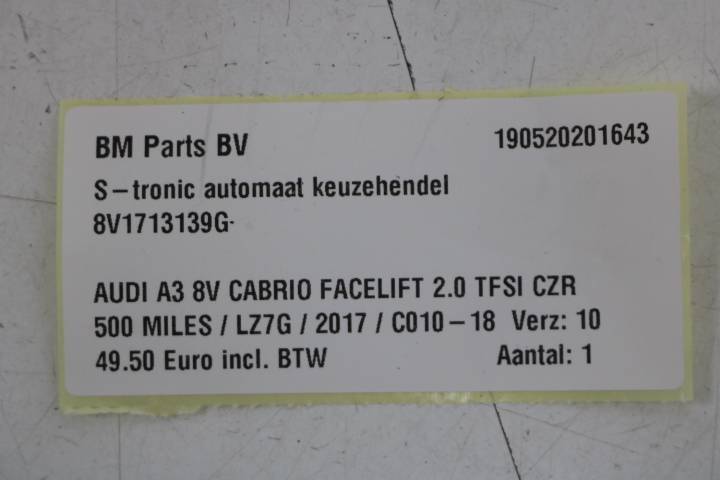 BM Parts BV 190520201643
S-tronic automaat keuzehendel
8V1713139G-
AUDI A3 8V CABRIO FACELIFT 2.0 TFSI CZR
500 MILES / LZ7G / 2017 / C010-18 Verz: 10
49.50 Euro incl. BTW Aantal: 1